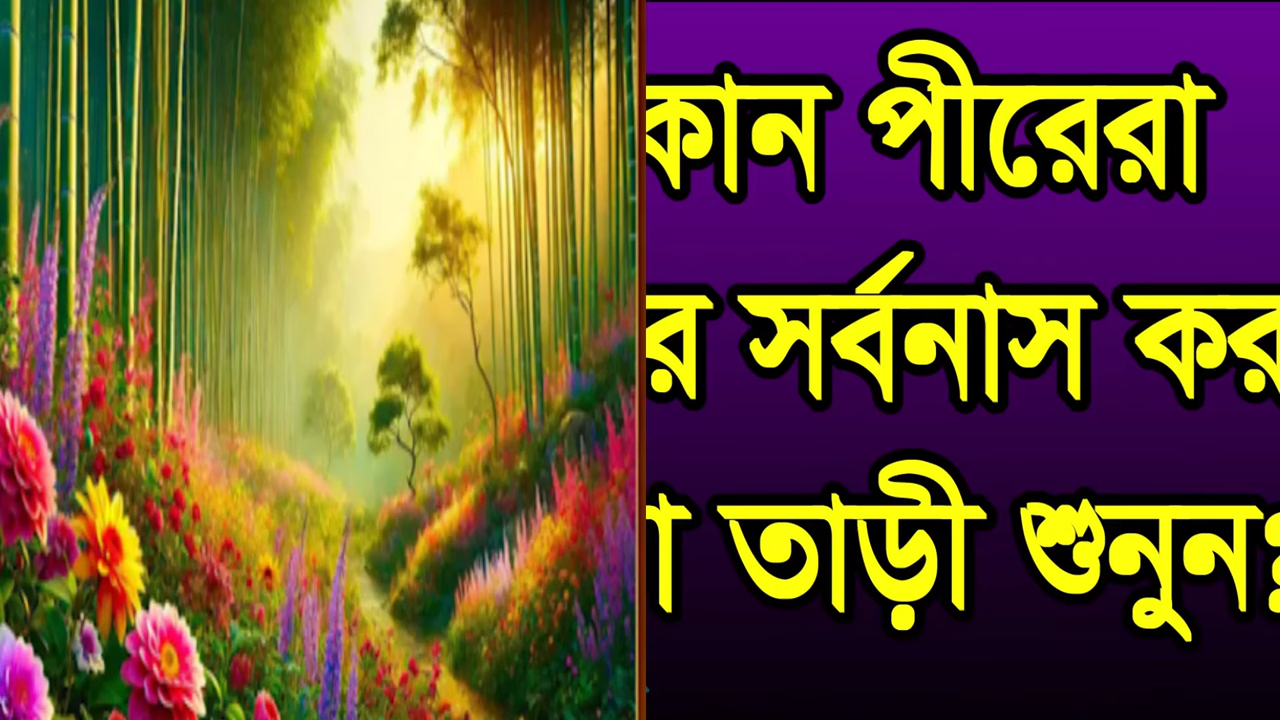 কান পীরেরা
র সর্বনাস কর
া তাড়ী শুনুন